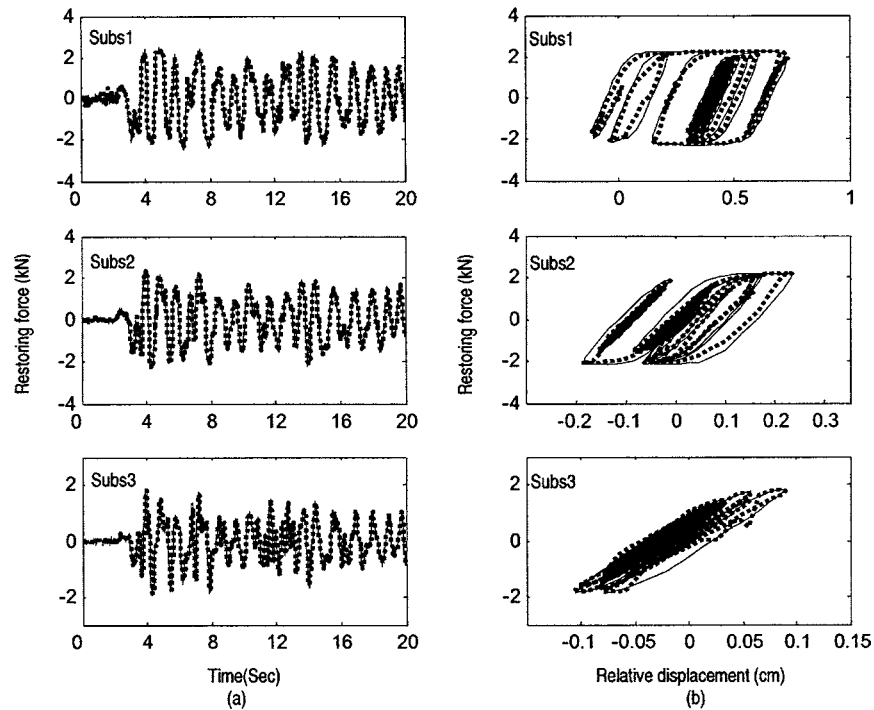 Subs1
4
2
0
-2
-4
0 4 8 12 16 20
Subs2
4
2
0
-2
-4
0 4 8 12 16 20
Subs3
2
0
-2
0 4 8 12 16 20
Restoring force (kN)
Time(Sec)
(a)
Subs1
4
2
0
-2
-4
0 0.5 1
Subs2
4
2
0
-2
-4
-0.2 -0.1 0 0.1 0.2 0.3
Subs3
2
0
-2
-0.1 -0.05 0 0.05 0.1 0.15
Restoring force (kN)
Relative displacement (cm)
(b)